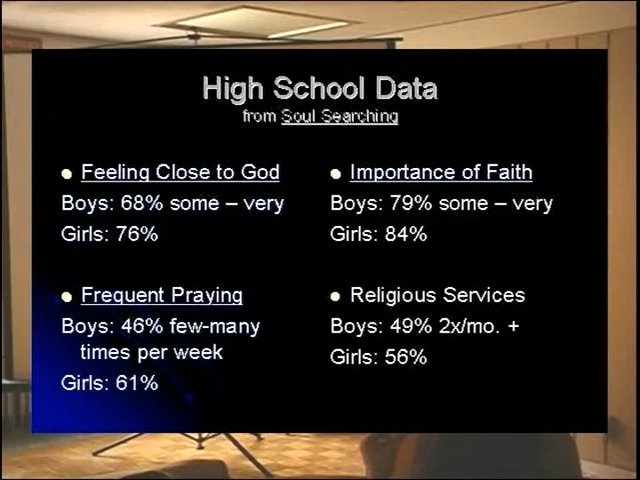 High School Data
from Soul Searching
Feeling Close to God
Boys: 68% some – very
Girls: 76%
Frequent Praying
Boys: 46% few-many
times per week
Girls: 61%
Importance of Faith
Boys: 79% some – very
Girls: 84%
Religious Services
Boys: 49% 2x/mo. +
Girls: 56%